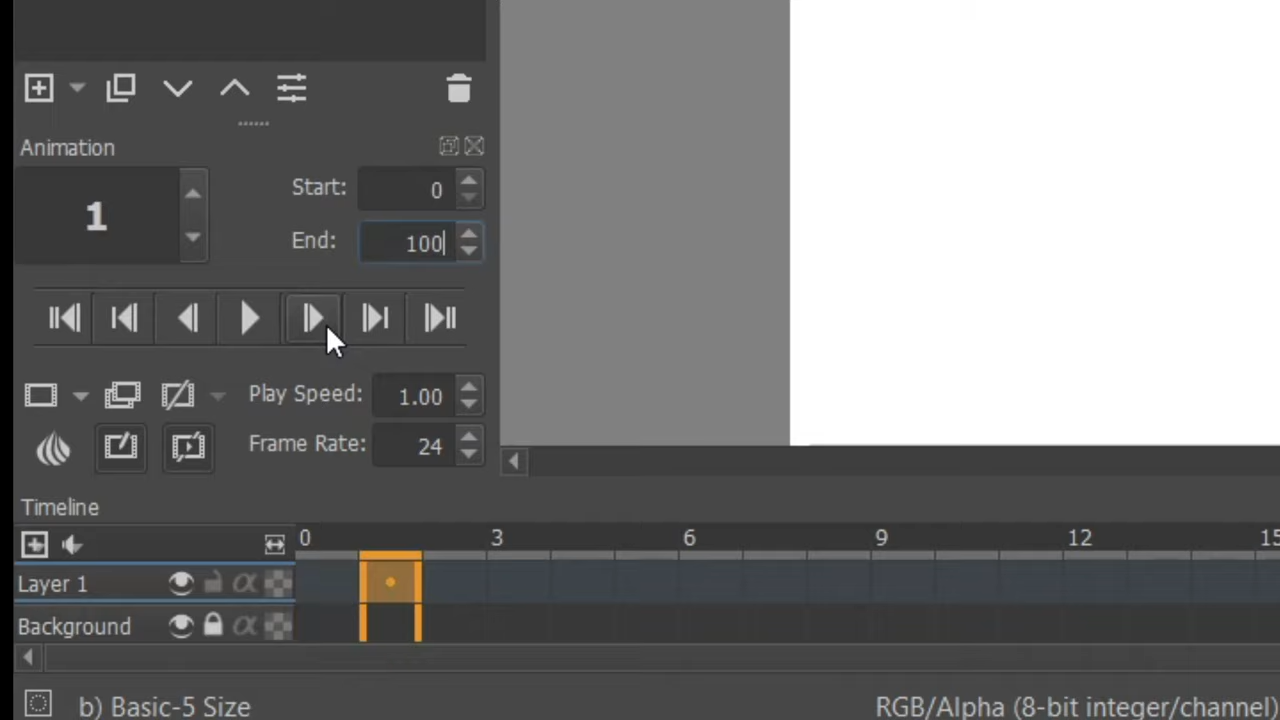 Animation
1
Start: 0
End: 100
Play Speed: 1.00
Frame Rate: 24
Timeline
0 3 6 9 12 15
Layer 1
Background
b) Basic-5 Size
RGB/Alpha (8-bit integer/channel)